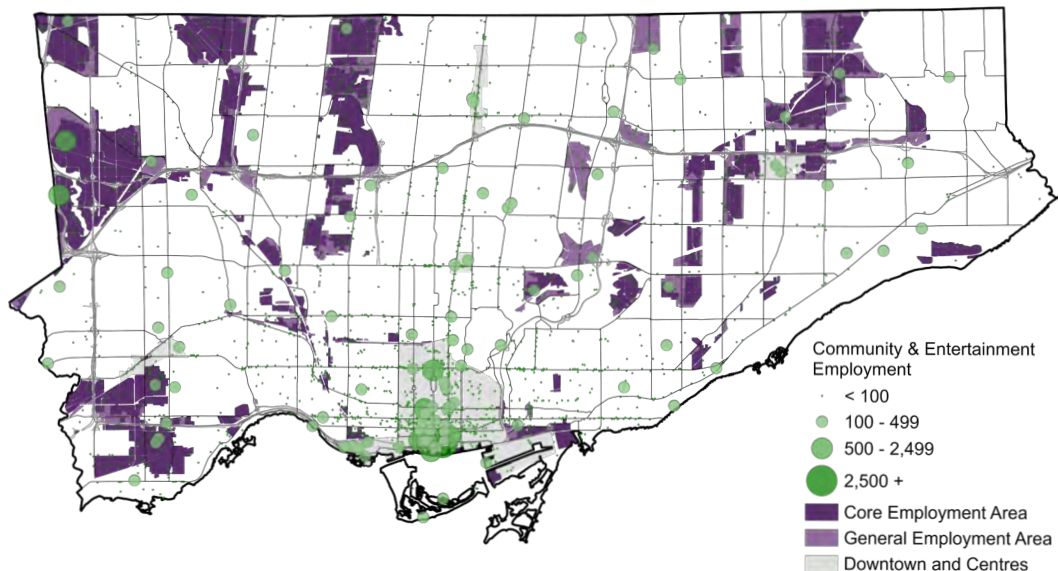 Community & Entertainment
Employment
< 100
100 - 499
500 - 2,499
2,500 +
Core Employment Area
General Employment Area
Downtown and Centres